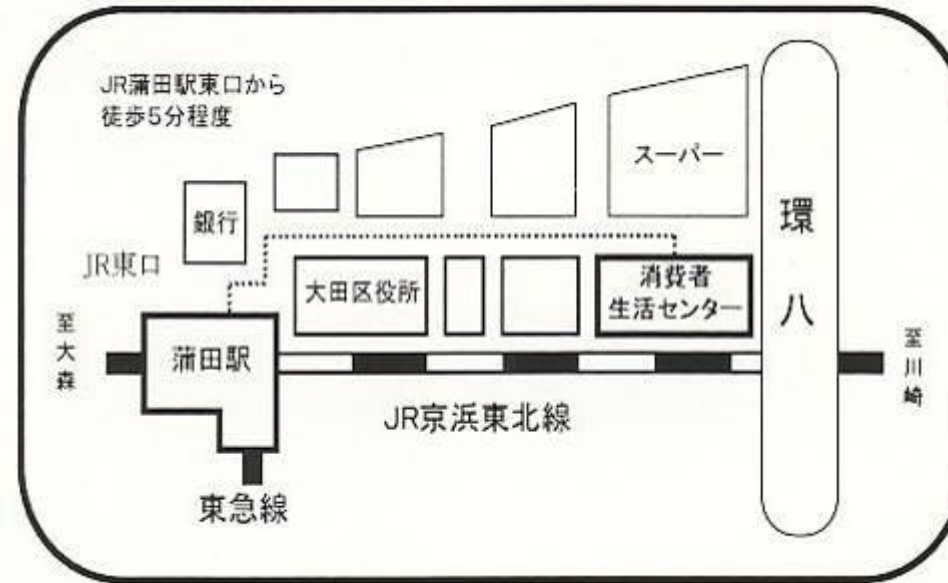 JR蒲田駅東口から
徒歩5分程度
スーパー
銀行
環八
JR東口
大田区役所
消費者
生活センター
至大森
蒲田駅
至川崎
JR京浜東北線
東急線